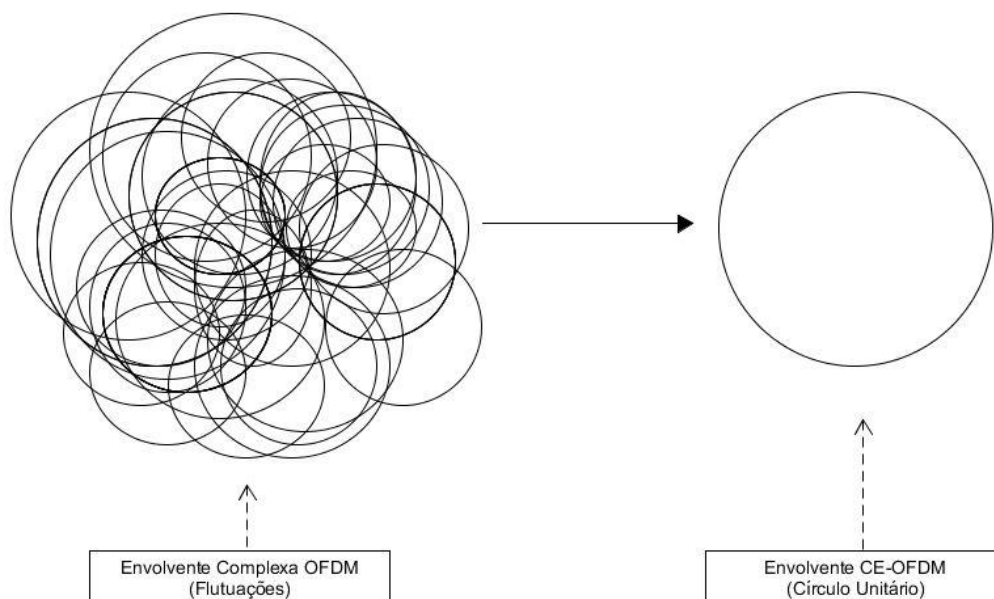 Envolvente Complexa OFDM
(Flutuações)
Envolvente CE-OFDM
(Círculo Unitário)